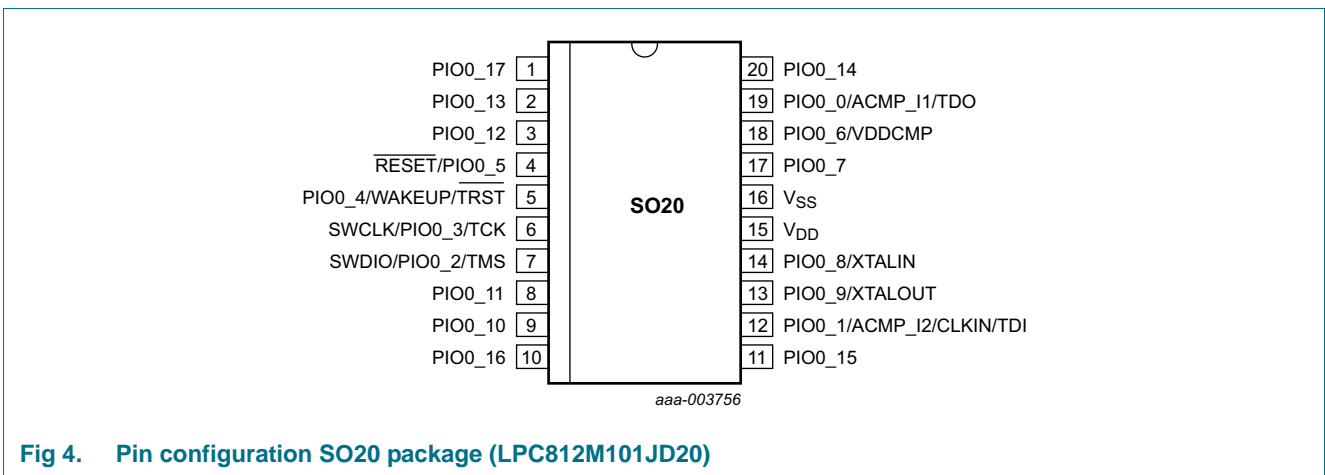 PIO0_17 1
PIO0_13 2
PIO0_12 3
RESET/PIO0_5 4
PIO0_4/WAKEUP/TRST 5
SWCLK/PIO0_3/TCK 6
SWDIO/PIO0_2/TMS 7
PIO0_11 8
PIO0_10 9
PIO0_16 10
SO20
20 PIO0_14
19 PIO0_0/ACMP_I1/TDO
18 PIO0_6/VDDCMP
17 PIO0_7
16 VSS
15 VDD
14 PIO0_8/XTALIN
13 PIO0_9/XTALOUT
12 PIO0_1/ACMP_I2/CLKIN/TDI
11 PIO0_15
aaa-003756
Fig 4. Pin configuration SO20 package (LPC812M101JD20)